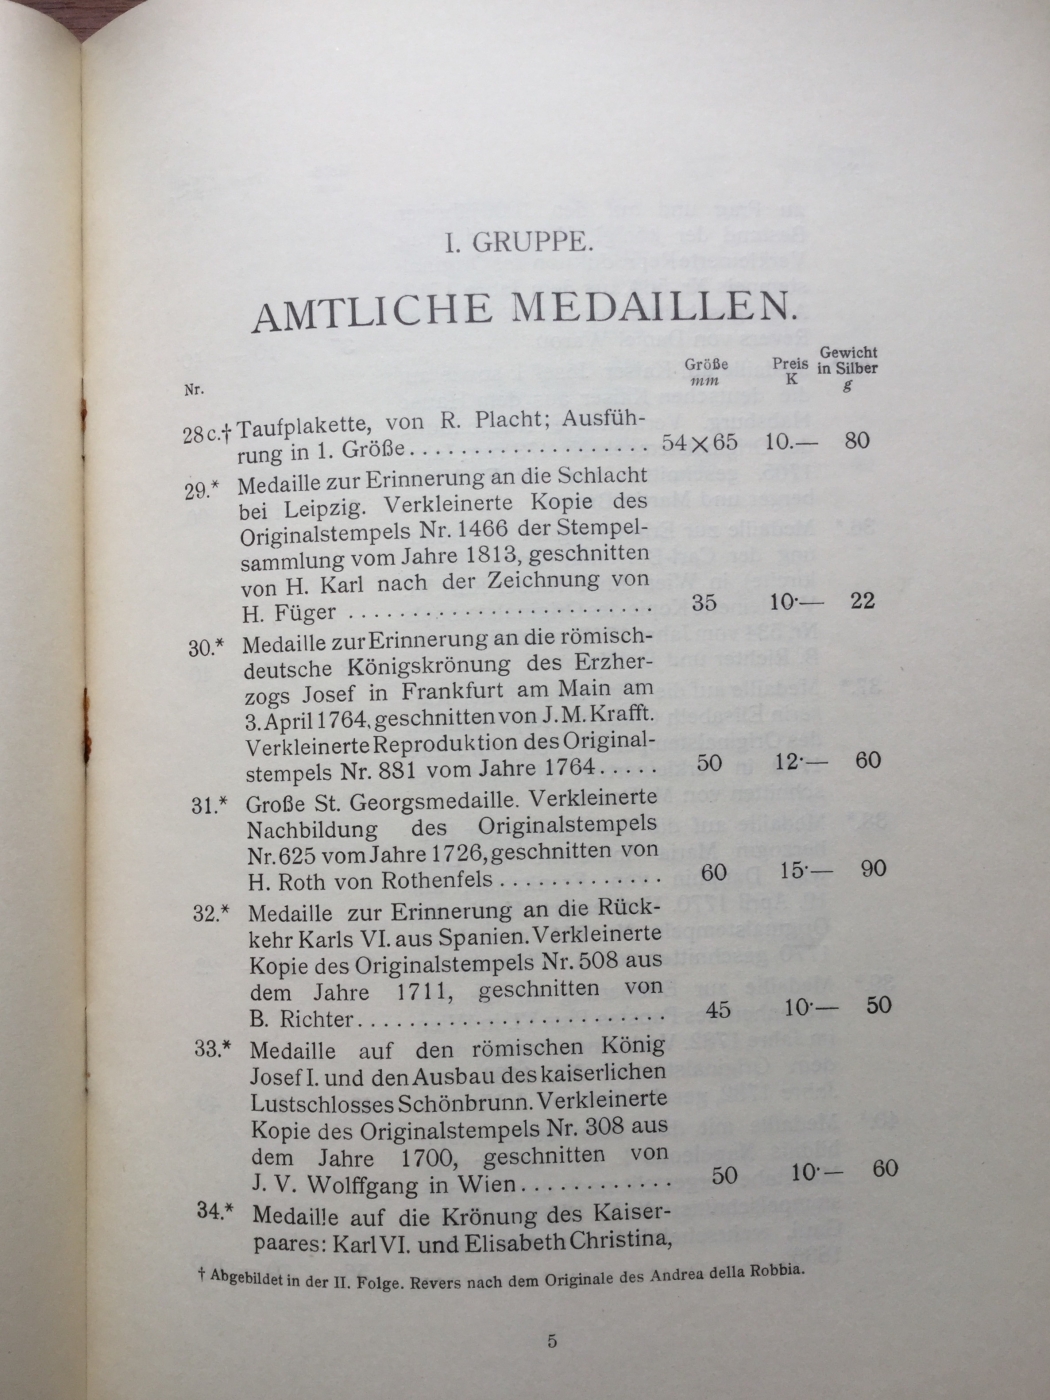 I. GRUPPE.
AMTLICHE MEDAILLEN.
Nr. Größe mm Preis K Gewicht in Silber g
28c.† Taufplakette, von R. Placht; Ausfüh-
rung in 1. Größe . . . . . . . . . . . . . . . . . . 54×65 10.— 80
29.* Medaille zur Erinnerung an die Schlacht
bei Leipzig. Verkleinerte Kopie des
Originalstempels Nr. 1466 der Stempel-
sammlung vom Jahre 1813, geschnitten
von H. Karl nach der Zeichnung von
H. Füger . . . . . . . . . . . . . . . . . . . . . . . 35 10·— 22
30.* Medaille zur Erinnerung an die römisch-
deutsche Königskrönung des Erzher-
zogs Josef in Frankfurt am Main am
3. April 1764, geschnitten von J. M. Krafft.
Verkleinerte Reproduktion des Original-
stempels Nr. 881 vom Jahre 1764 . . . . . 50 12·— 60
31.* Große St. Georgsmedaille. Verkleinerte
Nachbildung des Originalstempels
Nr. 625 vom Jahre 1726, geschnitten von
H. Roth von Rothenfels . . . . . . . . . . . . . 60 15·— 90
32.* Medaille zur Erinnerung an die Rück-
kehr Karls VI. aus Spanien. Verkleinerte
Kopie des Originalstempels Nr. 508 aus
dem Jahre 1711, geschnitten von
B. Richter . . . . . . . . . . . . . . . . . . . . . . . 45 10·— 50
33.* Medaille auf den römischen König
Josef I. und den Ausbau des kaiserlichen
Lustschlosses Schönbrunn. Verkleinerte
Kopie des Originalstempels Nr. 308 aus
dem Jahre 1700, geschnitten von
J. V. Wolffgang in Wien . . . . . . . . . . . . 50 10·— 60
34.* Medaille auf die Krönung des Kaiser-
paares: Karl VI. und Elisabeth Christina,
† Abgebildet in der II. Folge. Revers nach dem Originale des Andrea della Robbia.
5